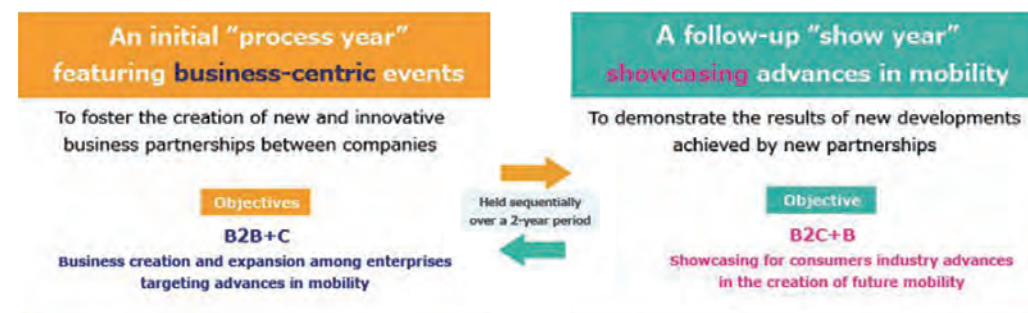 An initial “process year”
featuring business-centric events
To foster the creation of new and innovative
business partnerships between companies
Objectives
B2B+C
Business creation and expansion among enterprises
targeting advances in mobility
Held sequentially
over a 2-year period
A follow-up “show year”
showcasing advances in mobility
To demonstrate the results of new developments
achieved by new partnerships
Objective
B2C+B
Showcasing for consumers industry advances
in the creation of future mobility